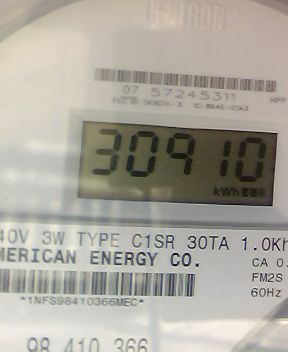 CENTRON
07 57245311
30910
kWh
40V 3W TYPE C1SR 30TA 1.0Kh
MERICAN ENERGY CO.
CA 0.
FM2S
60Hz
*1NFS98410366MEC*
98 410 366